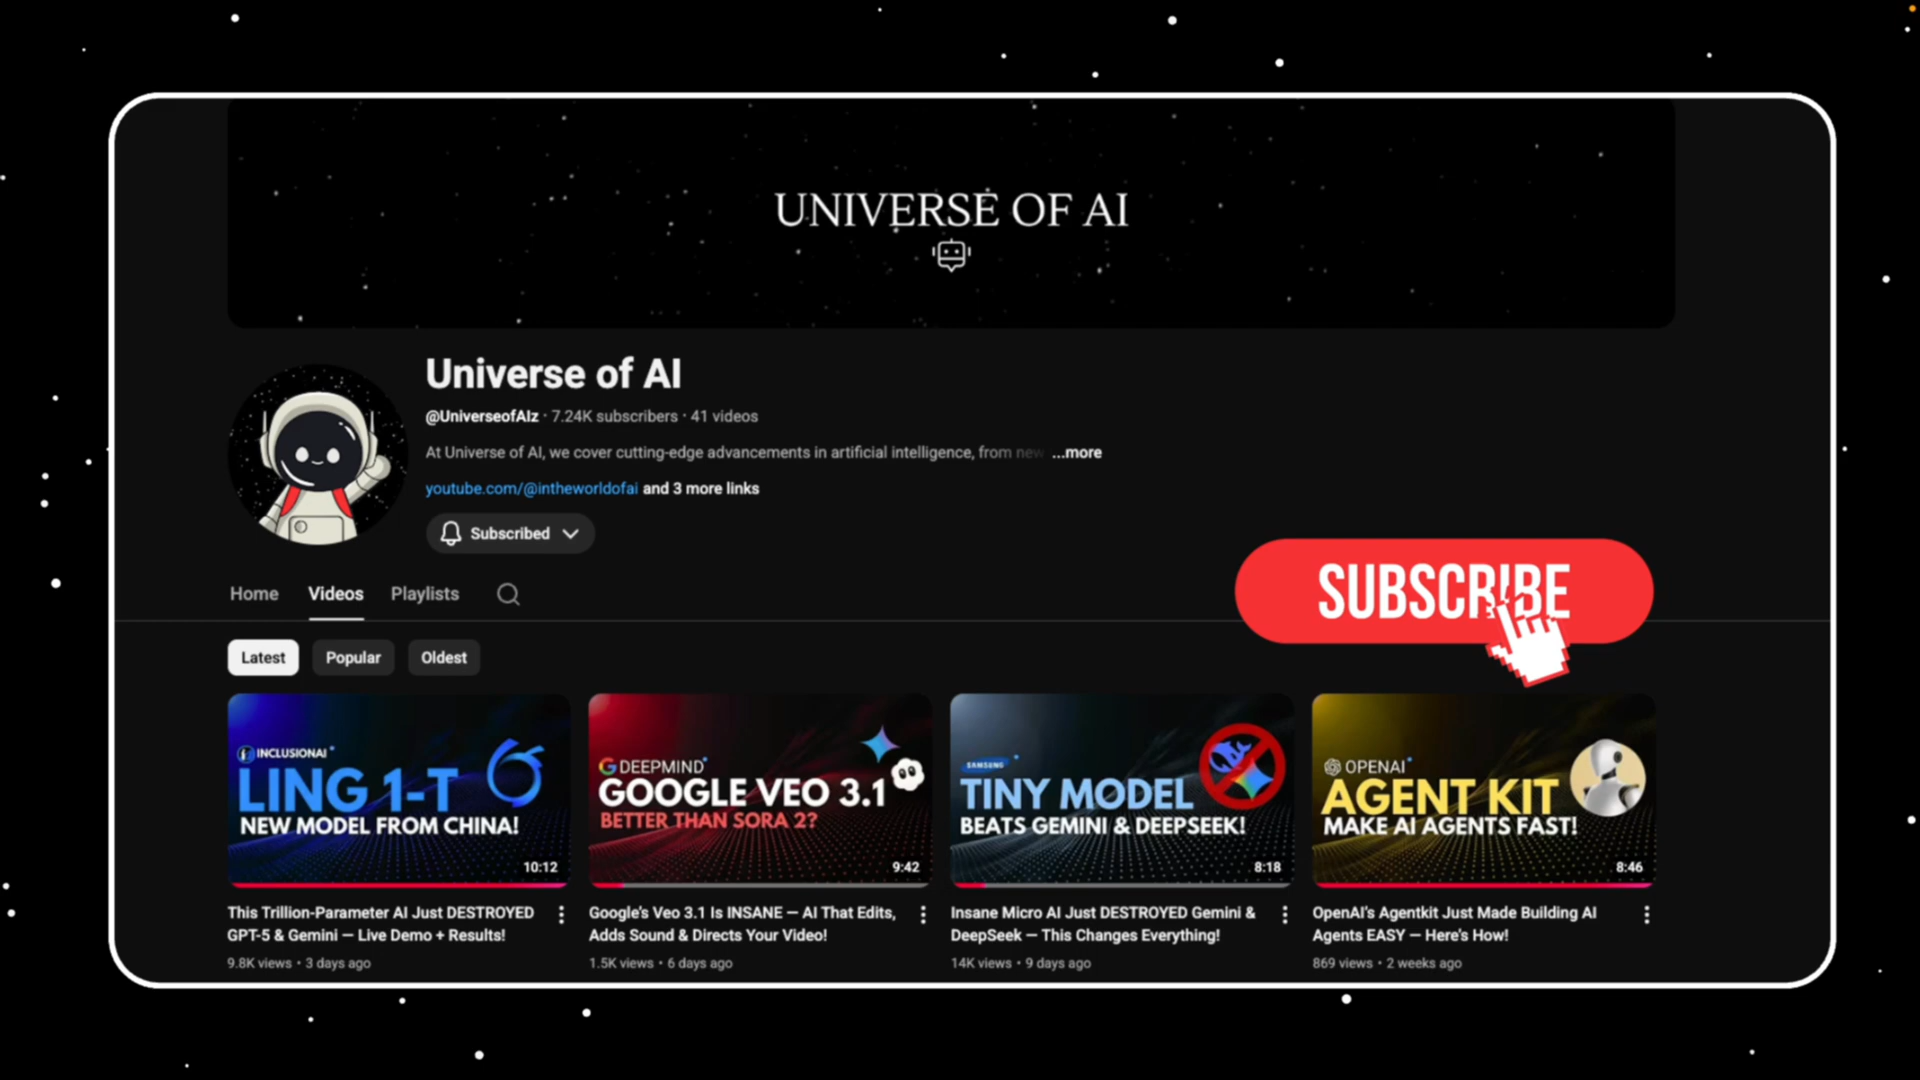 UNIVERSE OF AI
Universe of AI
@UniverseofAIz · 7.24K subscribers · 41 videos
At Universe of AI, we cover cutting-edge advancements in artificial intelligence, from new ...more
youtube.com/@intheworldofai and 3 more links
Subscribed
Home Videos Playlists
SUBSCRIBE
Latest Popular Oldest
INCLUSIONAI
LING 1-T
NEW MODEL FROM CHINA!
10:12
This Trillion-Parameter AI Just DESTROYED
GPT-5 & Gemini — Live Demo + Results!
9.8K views · 3 days ago
DEEPMIND
GOOGLE VEO 3.1
BETTER THAN SORA 2?
9:42
Google's Veo 3.1 Is INSANE — AI That Edits,
Adds Sound & Directs Your Video!
1.5K views · 6 days ago
SAMSUNG
TINY MODEL
BEATS GEMINI & DEEPSEEK!
8:18
Insane Micro AI Just DESTROYED Gemini &
DeepSeek — This Changes Everything!
14K views · 9 days ago
OPENAI
AGENT KIT
MAKE AI AGENTS FAST!
8:46
OpenAI's Agentkit Just Made Building AI
Agents EASY — Here's How!
869 views · 2 weeks ago